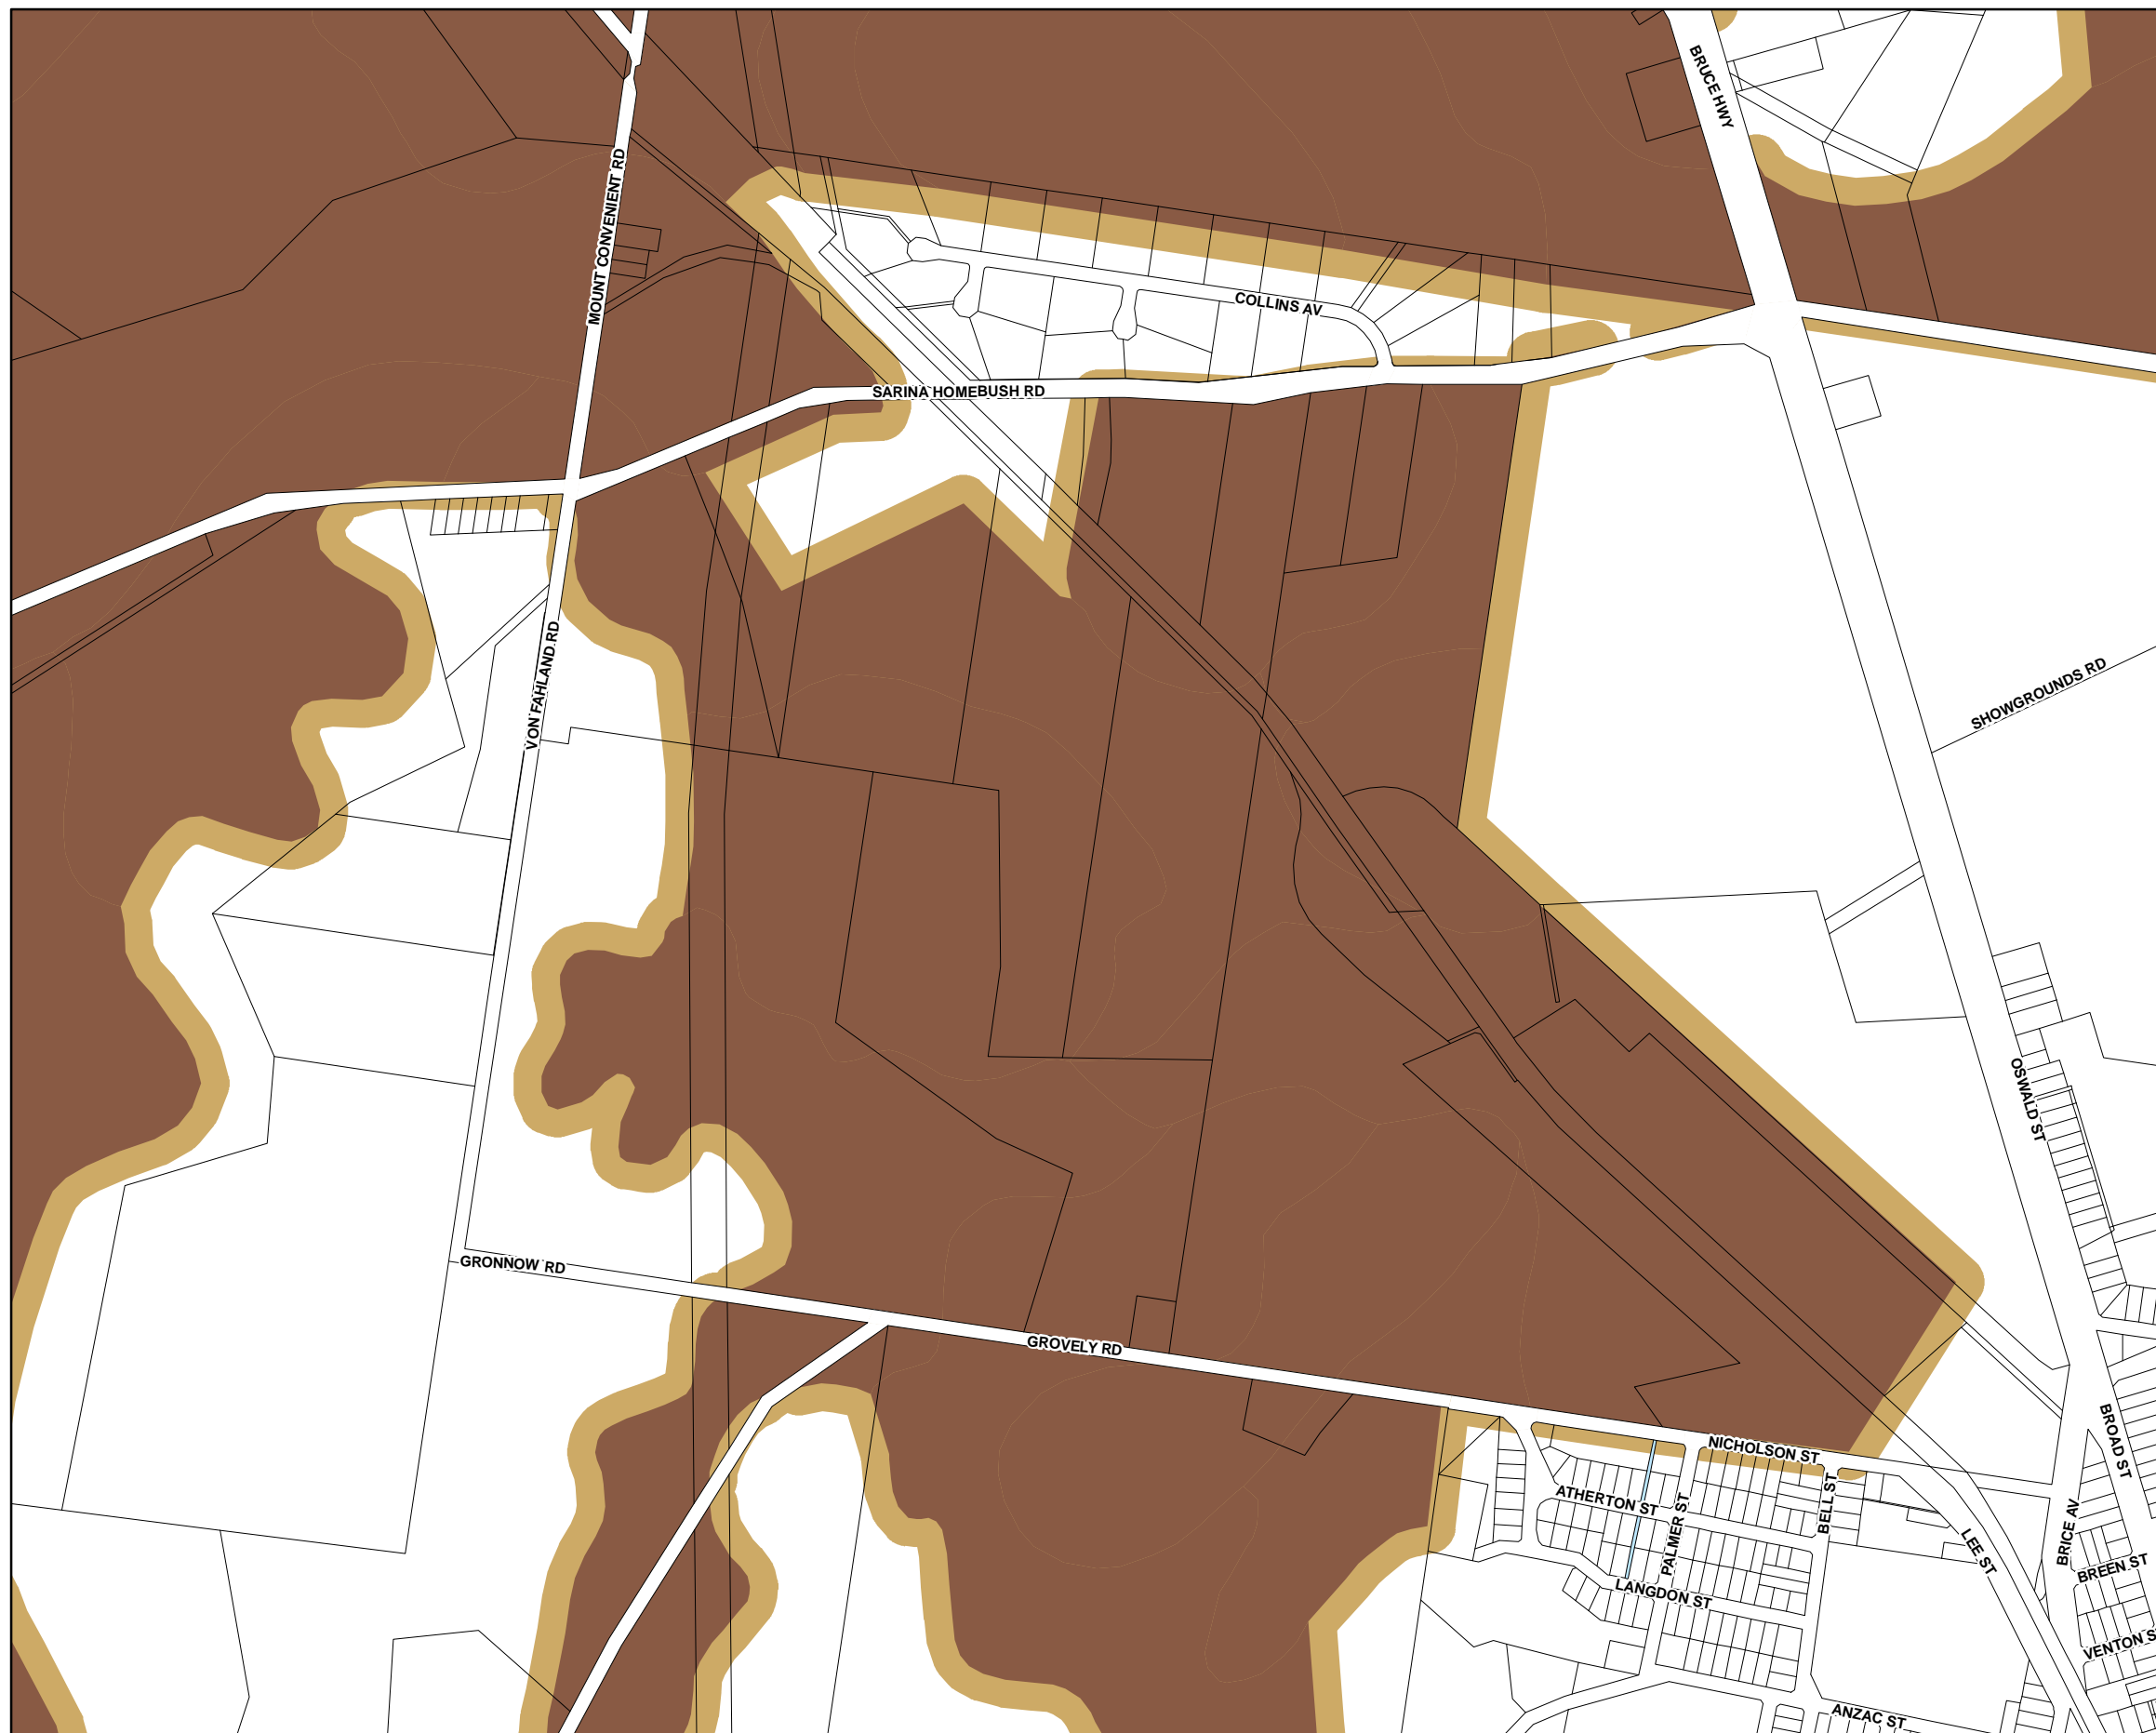 BRUCE HWY
MOUNT CONVENIENT RD
COLLINS AV
SARINA HOMEBUSH RD
VON FAHLAND RD
SHOWGROUNDS RD
OSWALD ST
GRONNOW RD
GROVELY RD
NICHOLSON ST
BROAD ST
ATHERTON ST
PALMER ST
BELL ST
LEE ST
BRICE AV
BREEN ST
LANGDON ST
VENTON S
ANZAC ST